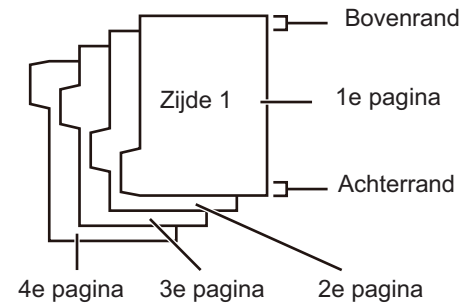 Bovenrand
Zijde 1
1e pagina
Achterrand
4e pagina
3e pagina
2e pagina